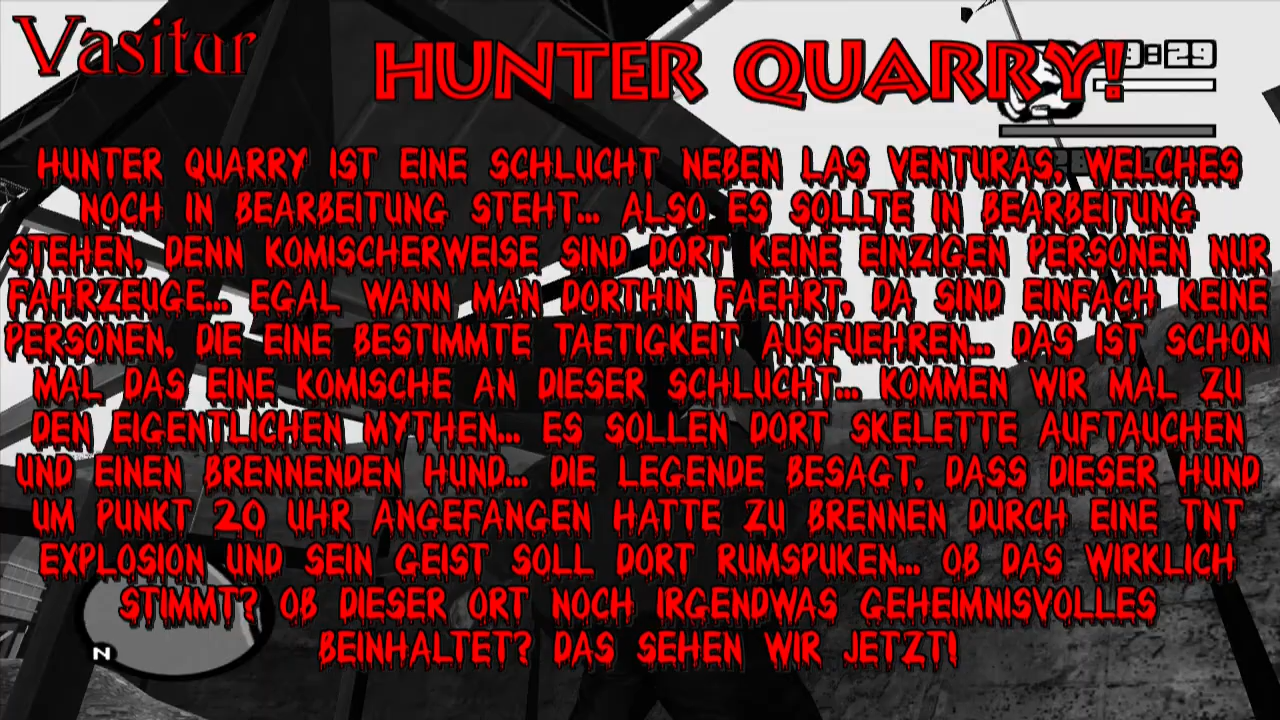 Vasitur
HUNTER QUARRY!
9:29
HUNTER QUARRY IST EINE SCHLUCHT NEBEN LAS VENTURAS, WELCHES
NOCH IN BEARBEITUNG STEHT... ALSO ES SOLLTE IN BEARBEITUNG
STEHEN, DENN KOMISCHERWEISE SIND DORT KEINE EINZIGEN PERSONEN NUR
FAHRZEUGE... EGAL WANN MAN DORTHIN FAEHRT, DA SIND EINFACH KEINE
PERSONEN, DIE EINE BESTIMMTE TAETIGKEIT AUSFUEHREN... DAS IST SCHON
MAL DAS EINE KOMISCHE AN DIESER SCHLUCHT... KOMMEN WIR MAL ZU
DEN EIGENTLICHEN MYTHEN... ES SOLLEN DORT SKELETTE AUFTAUCHEN
UND EINEN BRENNENDEN HUND... DIE LEGENDE BESAGT, DASS DIESER HUND
UM PUNKT 20 UHR ANGEFANGEN HATTE ZU BRENNEN DURCH EINE TNT
EXPLOSION UND SEIN GEIST SOLL DORT RUMSPUKEN... OB DAS WIRKLICH
STIMMT? OB DIESER ORT NOCH IRGENDWAS GEHEIMNISVOLLES
BEINHALTET? DAS SEHEN WIR JETZT!
N